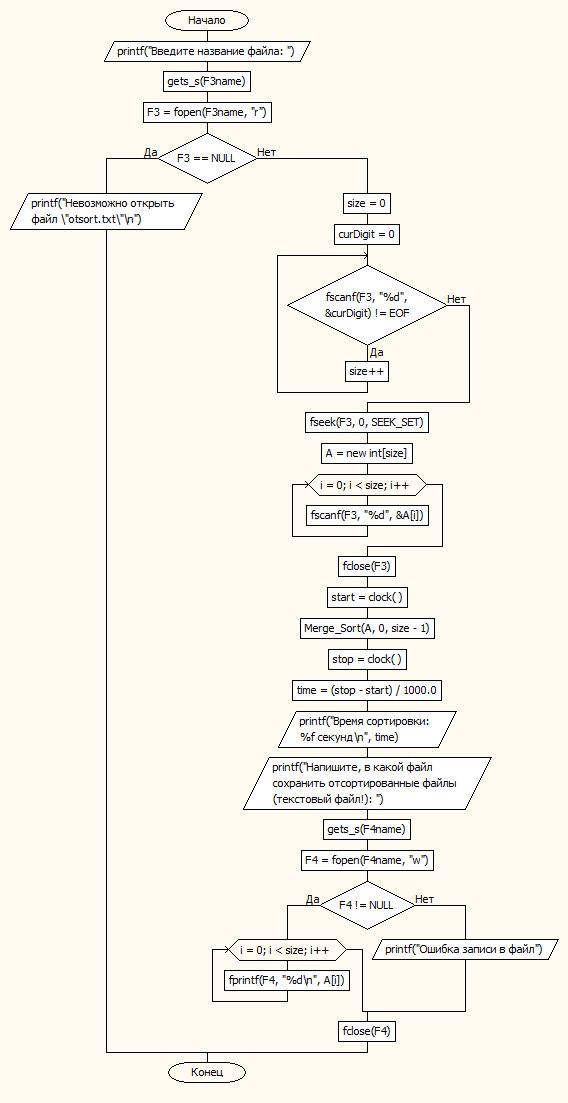 Начало
printf("Введите название файла: ")
gets_s(F3name)
F3 = fopen(F3name, "r")
F3 == NULL
Да
Нет
printf("Невозможно открыть
файл \"otsort.txt\"\n")
size = 0
curDigit = 0
fscanf(F3, "%d",
&curDigit) != EOF
Нет
Да
size++
fseek(F3, 0, SEEK_SET)
A = new int[size]
i = 0; i < size; i++
fscanf(F3, "%d", &A[i])
fclose(F3)
start = clock( )
Merge_Sort(A, 0, size - 1)
stop = clock( )
time = (stop - start) / 1000.0
printf("Время сортировки:
%f секунд\n", time)
printf("Напишите, в какой файл
сохранить отсортированные файлы
(текстовый файл!): ")
gets_s(F4name)
F4 = fopen(F4name, "w")
Да
F4 != NULL
Нет
i = 0; i < size; i++
printf("Ошибка записи в файл")
fprintf(F4, "%d\n", A[i])
fclose(F4)
Конец